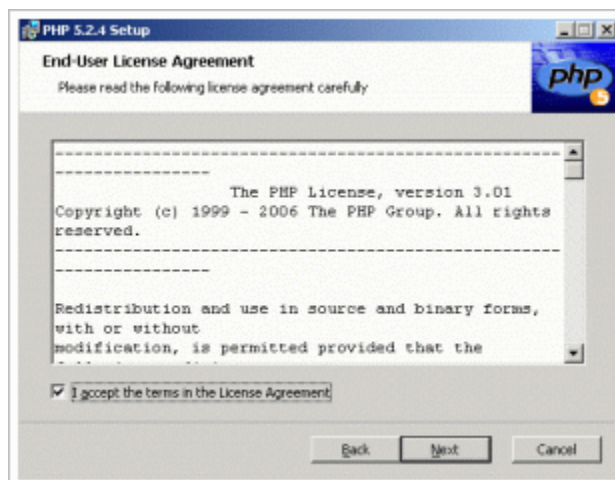 PHP 5.2.4 Setup
End-User License Agreement
Please read the following license agreement carefully
php
5
----------------------------------------------------------
----------------
The PHP License, version 3.01
Copyright (c) 1999 - 2006 The PHP Group. All rights
reserved.
----------------------------------------------------------
----------------
Redistribution and use in source and binary forms,
with or without
modification, is permitted provided that the
I accept the terms in the License Agreement
Back Next Cancel